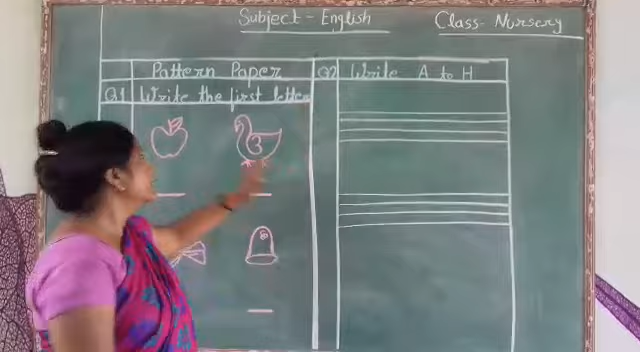 Subject - English
Class - Nursery
Pattern Paper
Q1 Write the first letter
Q2 Write A to H